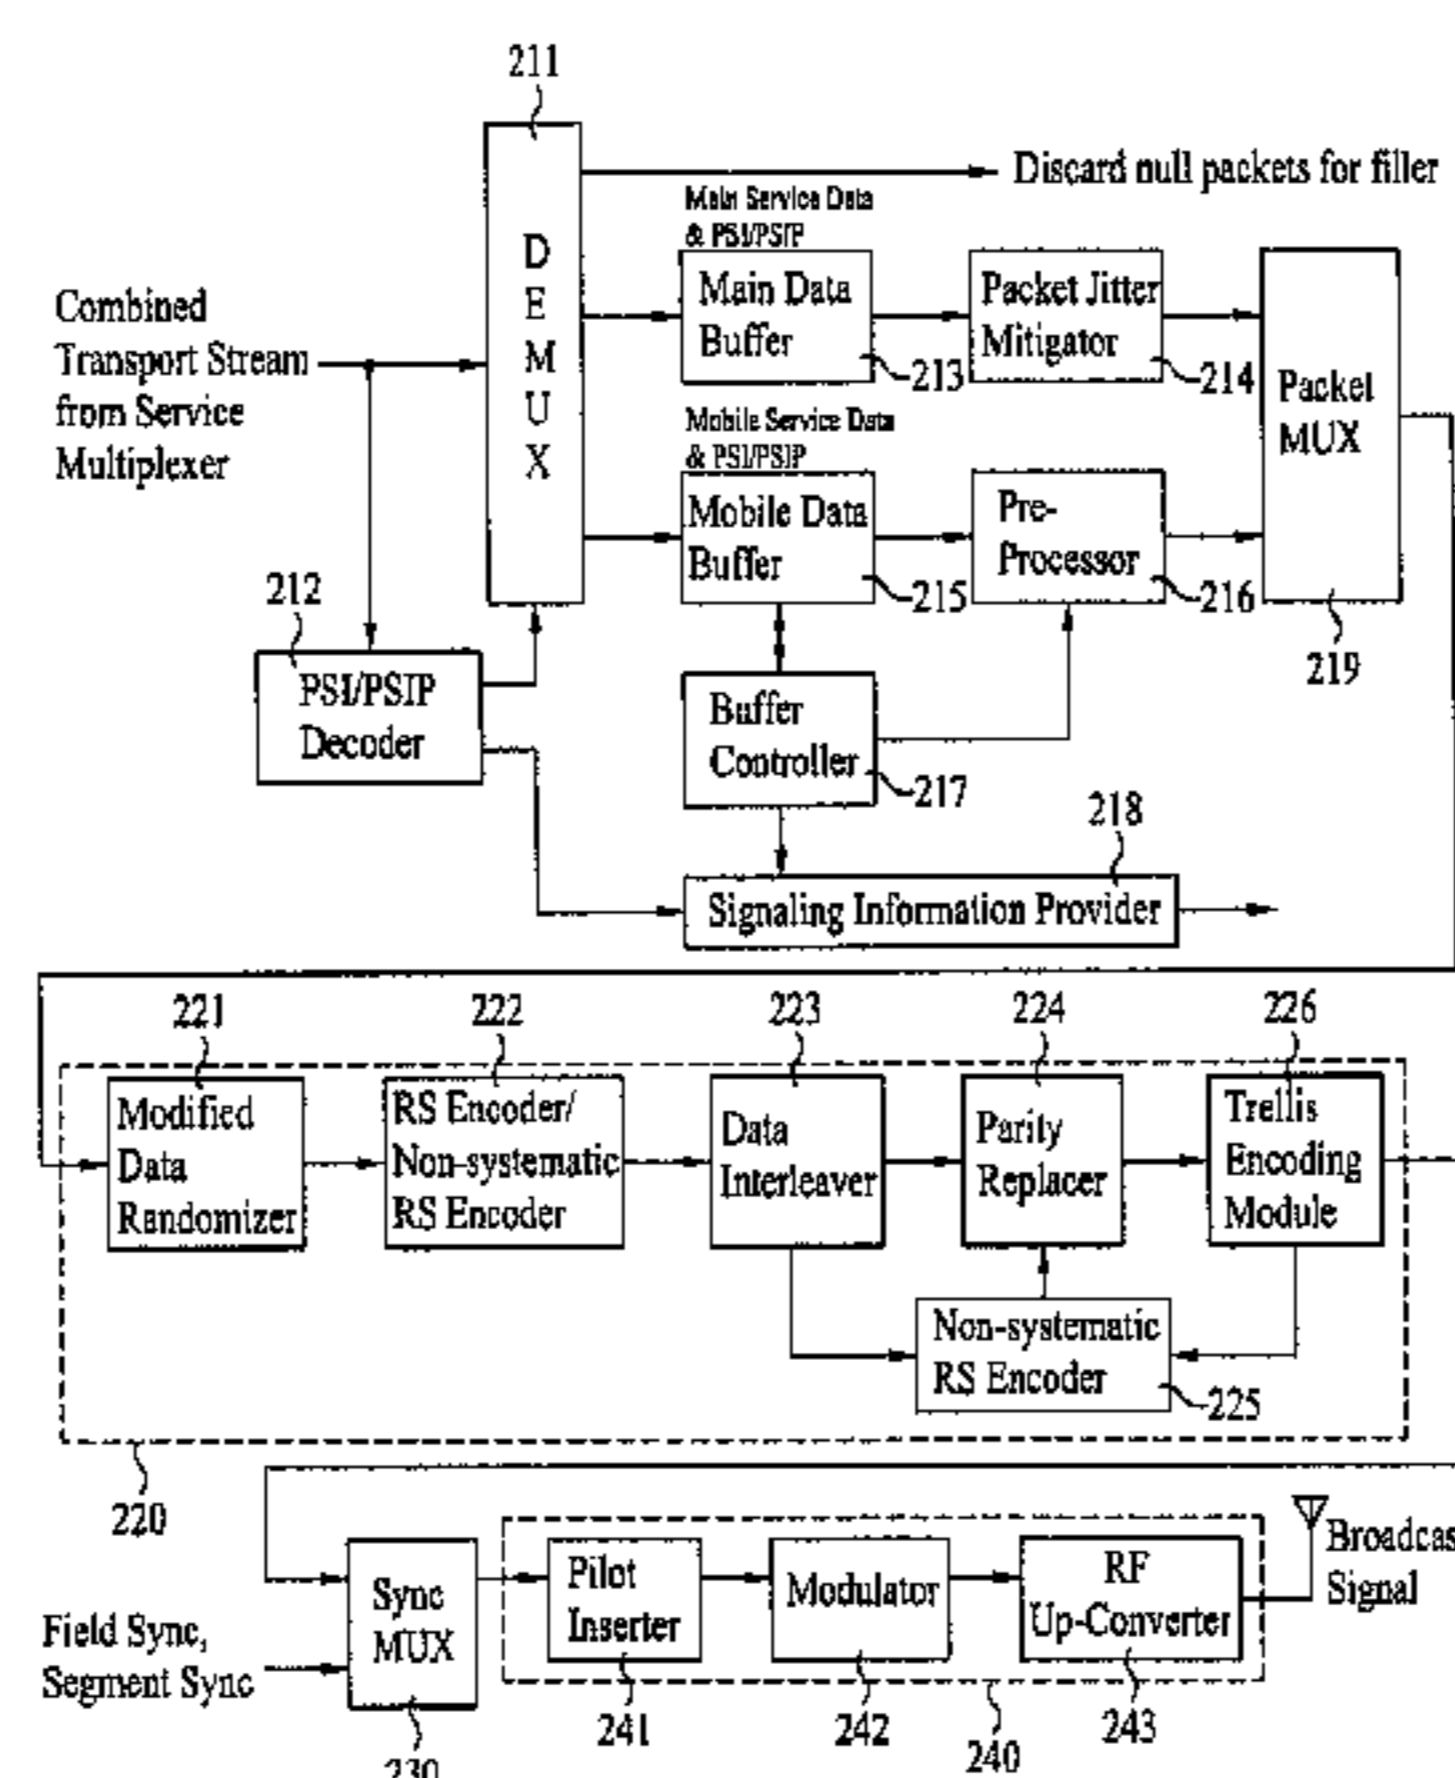 211
Discard null packets for filler
Main Service Data
& PSI/PSIP
D
E
M
U
X
Main Data
Buffer
213
Packet Jitter
Mitigator
214
Packet
MUX
219
Combined
Transport Stream
from Service
Multiplexer
Mobile Service Data
& PSI/PSIP
Mobile Data
Buffer
215
Pre-
Processor
216
212
PSI/PSIP
Decoder
Buffer
Controller
217
218
Signaling Information Provider
221
222
223
224
226
Modified
Data
Randomizer
RS Encoder/
Non-systematic
RS Encoder
Data
Interleaver
Parity
Replacer
Trellis
Encoding
Module
Non-systematic
RS Encoder
225
220
Field Sync,
Segment Sync
Sync
MUX
230
Pilot
Inserter
241
Modulator
242
RF
Up-Converter
243
240
Broadcas
Signal